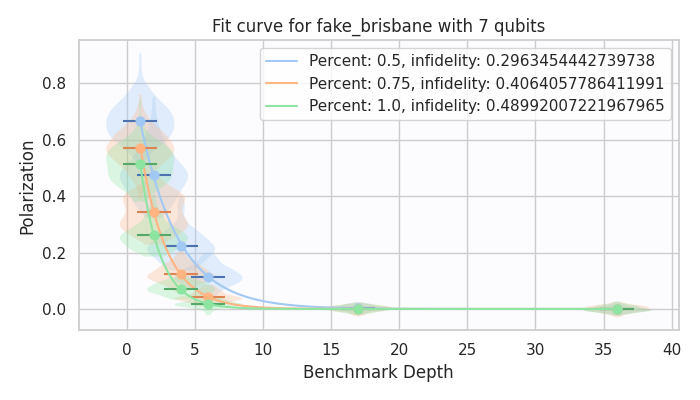 Fit curve for fake_brisbane with 7 qubits
Percent: 0.5, infidelity: 0.2963454442739738
Percent: 0.75, infidelity: 0.4064057786411991
Percent: 1.0, infidelity: 0.48992007221967965
Polarization
0.8
0.6
0.4
0.2
0.0
0 5 10 15 20 25 30 35 40
Benchmark Depth